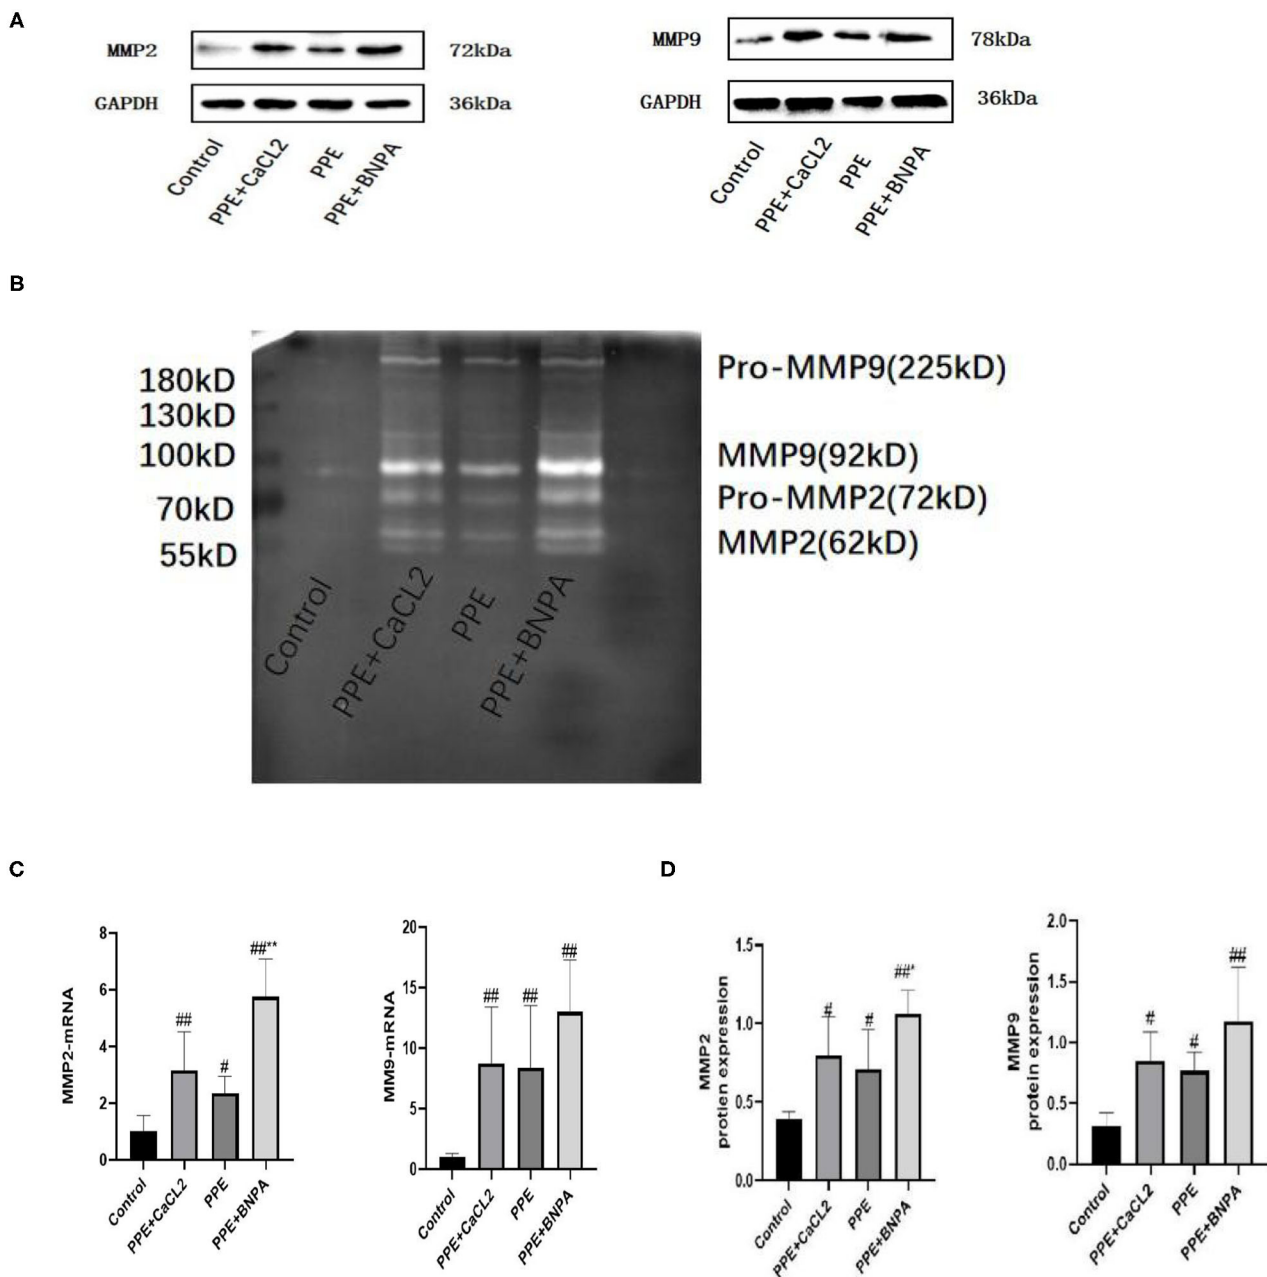 A
MMP2 72kDa
GAPDH 36kDa
Control PPE+CaCL2 PPE PPE+BNPA
MMP9 78kDa
GAPDH 36kDa
Control PPE+CaCL2 PPE PPE+BNPA
B
180kD
130kD
100kD
70kD
55kD
Pro-MMP9(225kD)
MMP9(92kD)
Pro-MMP2(72kD)
MMP2(62kD)
Control PPE+CaCL2 PPE PPE+BNPA
C
MMP2-mRNA
8
6
4
2
0
## # ##**
Control PPE+CaCL2 PPE PPE+BNPA
MM9-mRNA
20
15
10
5
0
## ## ##
Control PPE+CaCL2 PPE PPE+BNPA
D
MMP2
protien expression
1.5
1.0
0.5
0.0
# # ##*
Control PPE+CaCL2 PPE PPE+BNPA
MMP9
protein expression
2.0
1.5
1.0
0.5
0.0
# # ##
Control PPE+CaCL2 PPE PPE+BNPA